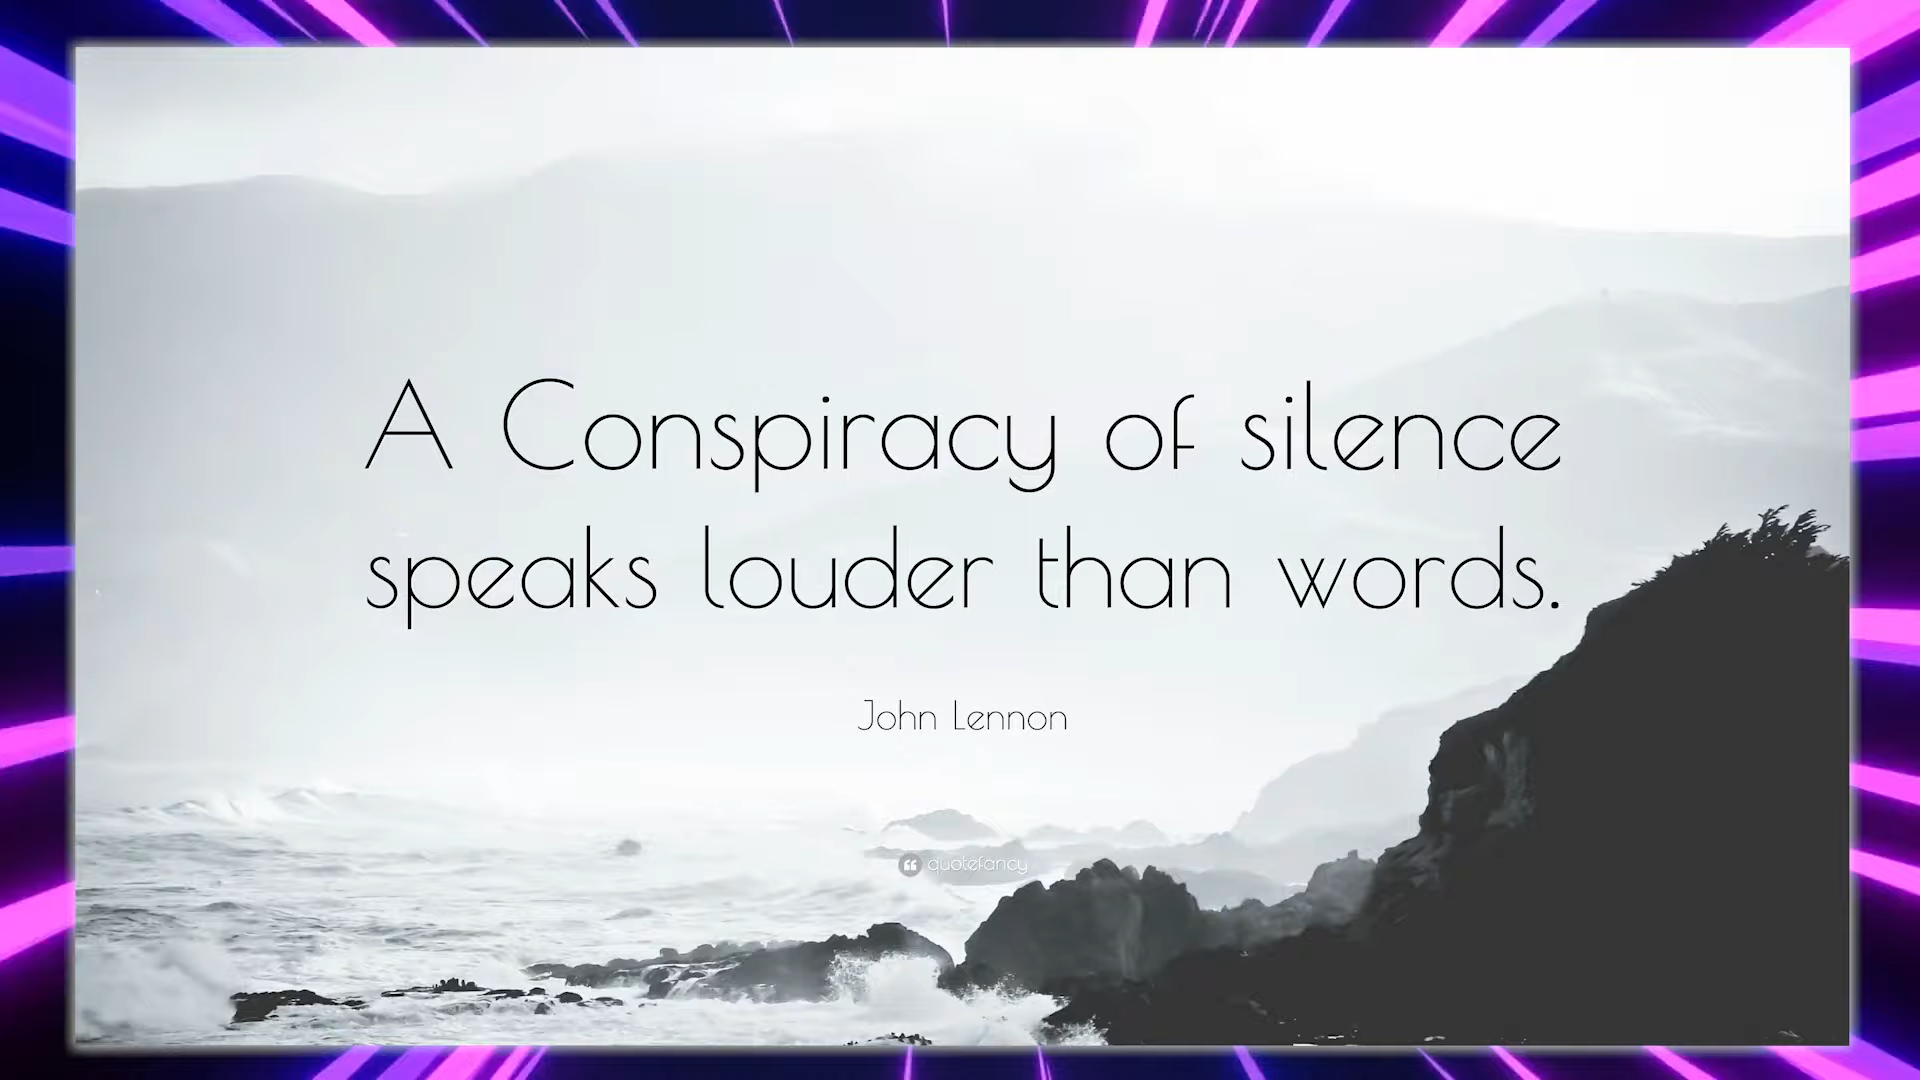 A Conspiracy of silence
speaks louder than words.
John Lennon
quotefancy